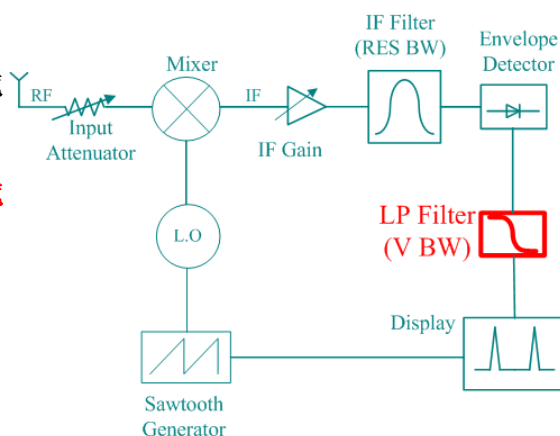 IF Filter
(RES BW)
Envelope
Detector
Mixer
RF
IF
Input
Attenuator
IF Gain
LP Filter
(V BW)
L.O
Display
Sawtooth
Generator